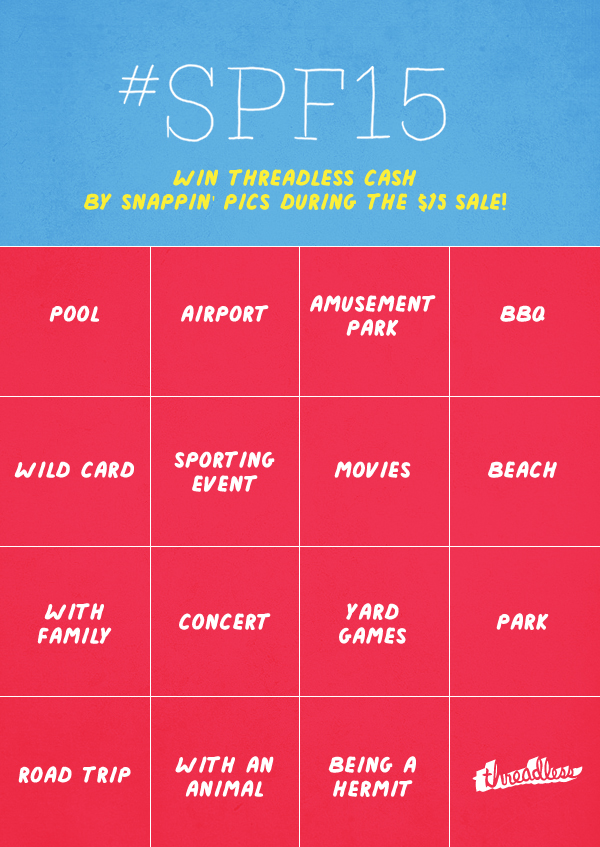 #SPF15
WIN THREADLESS CASH
BY SNAPPIN' PICS DURING THE $15 SALE!
POOL
AIRPORT
AMUSEMENT
PARK
BBQ
WILD CARD
SPORTING
EVENT
MOVIES
BEACH
WITH
FAMILY
CONCERT
YARD
GAMES
PARK
ROAD TRIP
WITH AN
ANIMAL
BEING A
HERMIT
threadless